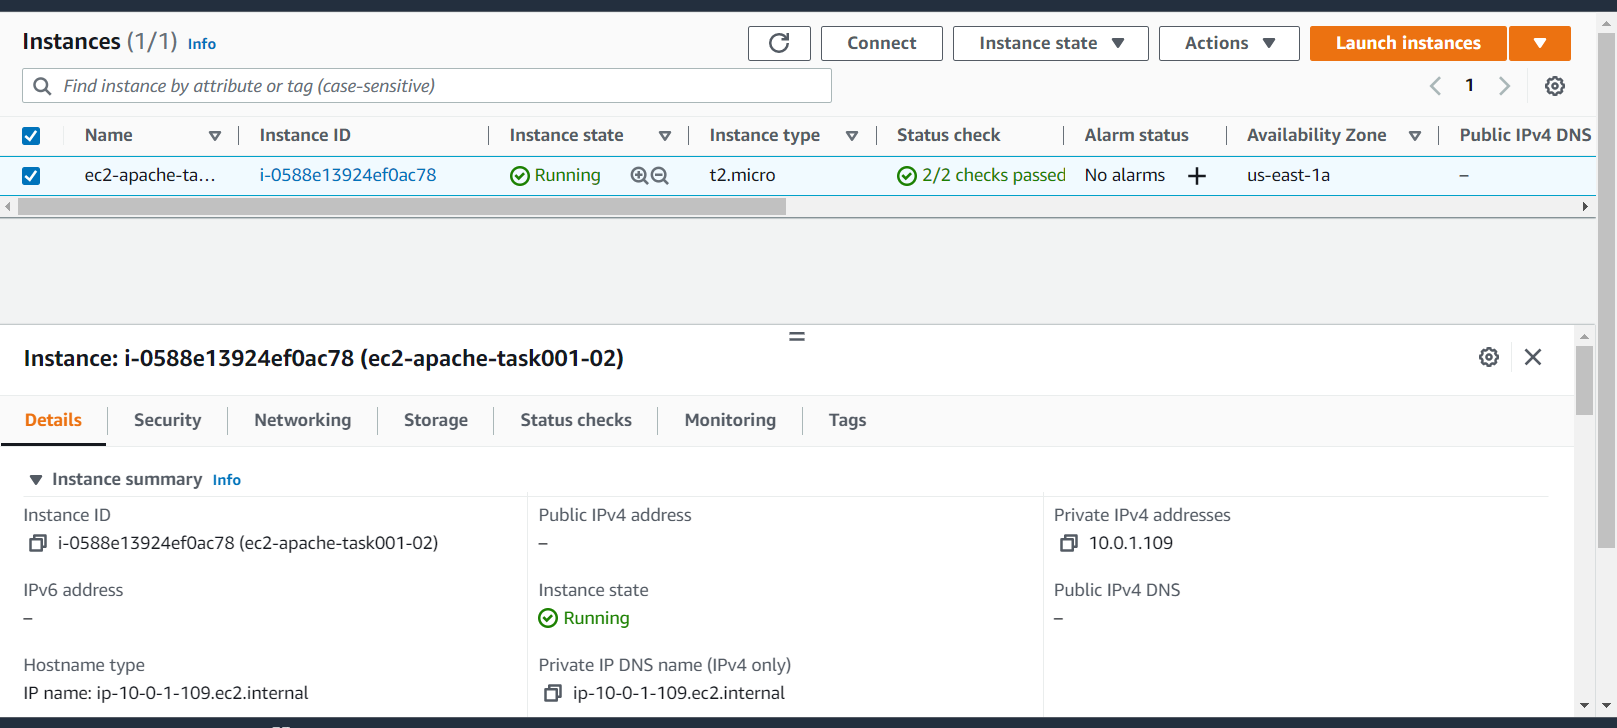 Instances (1/1) Info
Connect
Instance state
Actions
Launch instances
Find instance by attribute or tag (case-sensitive)
1
Name Instance ID Instance state Instance type Status check Alarm status Availability Zone Public IPv4 DNS
ec2-apache-ta... i-0588e13924ef0ac78 Running t2.micro 2/2 checks passed No alarms + us-east-1a –
Instance: i-0588e13924ef0ac78 (ec2-apache-task001-02)
Details Security Networking Storage Status checks Monitoring Tags
Instance summary Info
Instance ID
i-0588e13924ef0ac78 (ec2-apache-task001-02)
Public IPv4 address
–
Private IPv4 addresses
10.0.1.109
IPv6 address
–
Instance state
Running
Public IPv4 DNS
–
Hostname type
IP name: ip-10-0-1-109.ec2.internal
Private IP DNS name (IPv4 only)
ip-10-0-1-109.ec2.internal